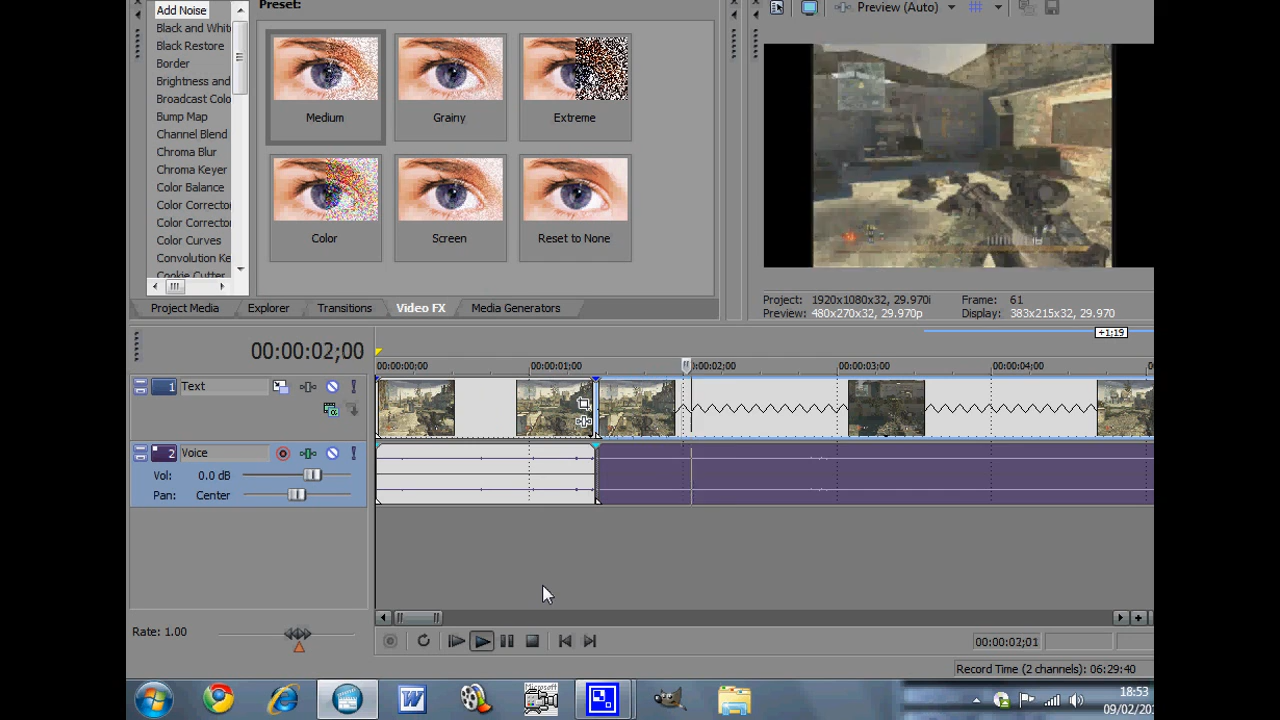 Add Noise
Black and Whit
Black Restore
Border
Brightness and
Broadcast Colo
Bump Map
Channel Blend
Chroma Blur
Chroma Keyer
Color Balance
Color Corrector
Color Corrector
Color Curves
Convolution Ke
Cookie Cutter
Preset:
Medium
Grainy
Extreme
Color
Screen
Reset to None
Project Media
Explorer
Transitions
Video FX
Media Generators
Preview (Auto)
Project: 1920x1080x32, 29.970i
Frame: 61
Preview: 480x270x32, 29.970p
Display: 383x215x32, 29.970
+1:19
00:00:02;00
00:00:00;00
00:00:01;00
00:00:02;00
00:00:03;00
00:00:04;00
1 Text
2 Voice
Vol: 0.0 dB
Pan: Center
Rate: 1.00
00:00:02;01
Record Time (2 channels): 06:29:40
Microsoft
18:53
09/02/20